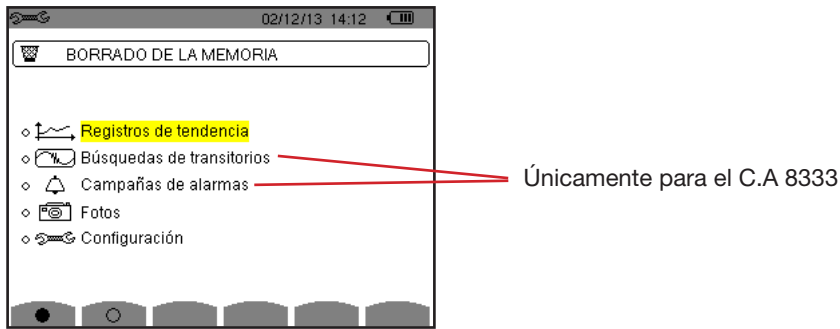 02/12/13 14:12
BORRADO DE LA MEMORIA
Registros de tendencia
Búsquedas de transitorios
Campañas de alarmas
Únicamente para el C.A 8333
Fotos
Configuración